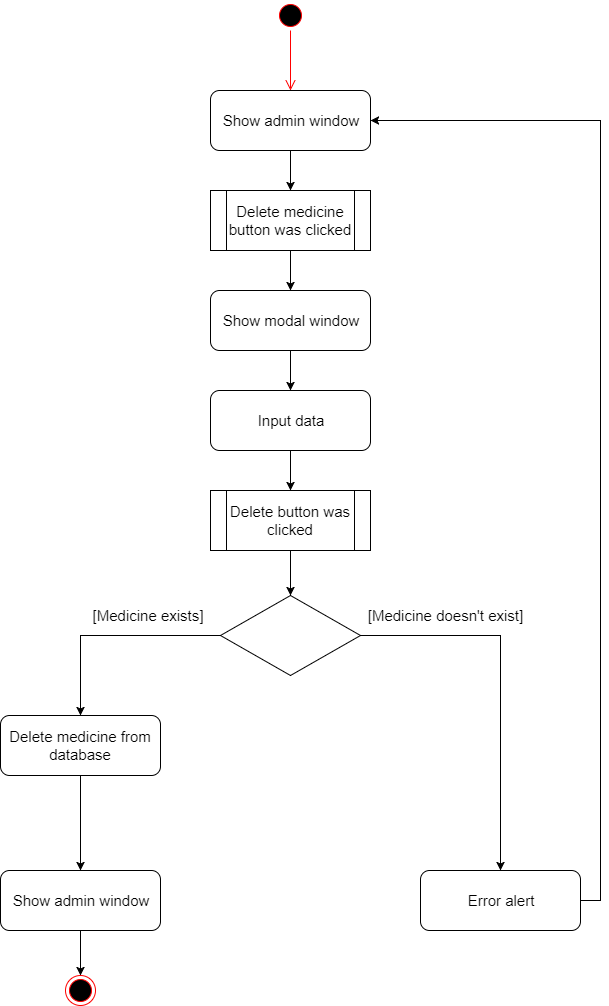 Show admin window
Delete medicine
button was clicked
Show modal window
Input data
Delete button was
clicked
[Medicine exists]
[Medicine doesn't exist]
Delete medicine from
database
Show admin window
Error alert